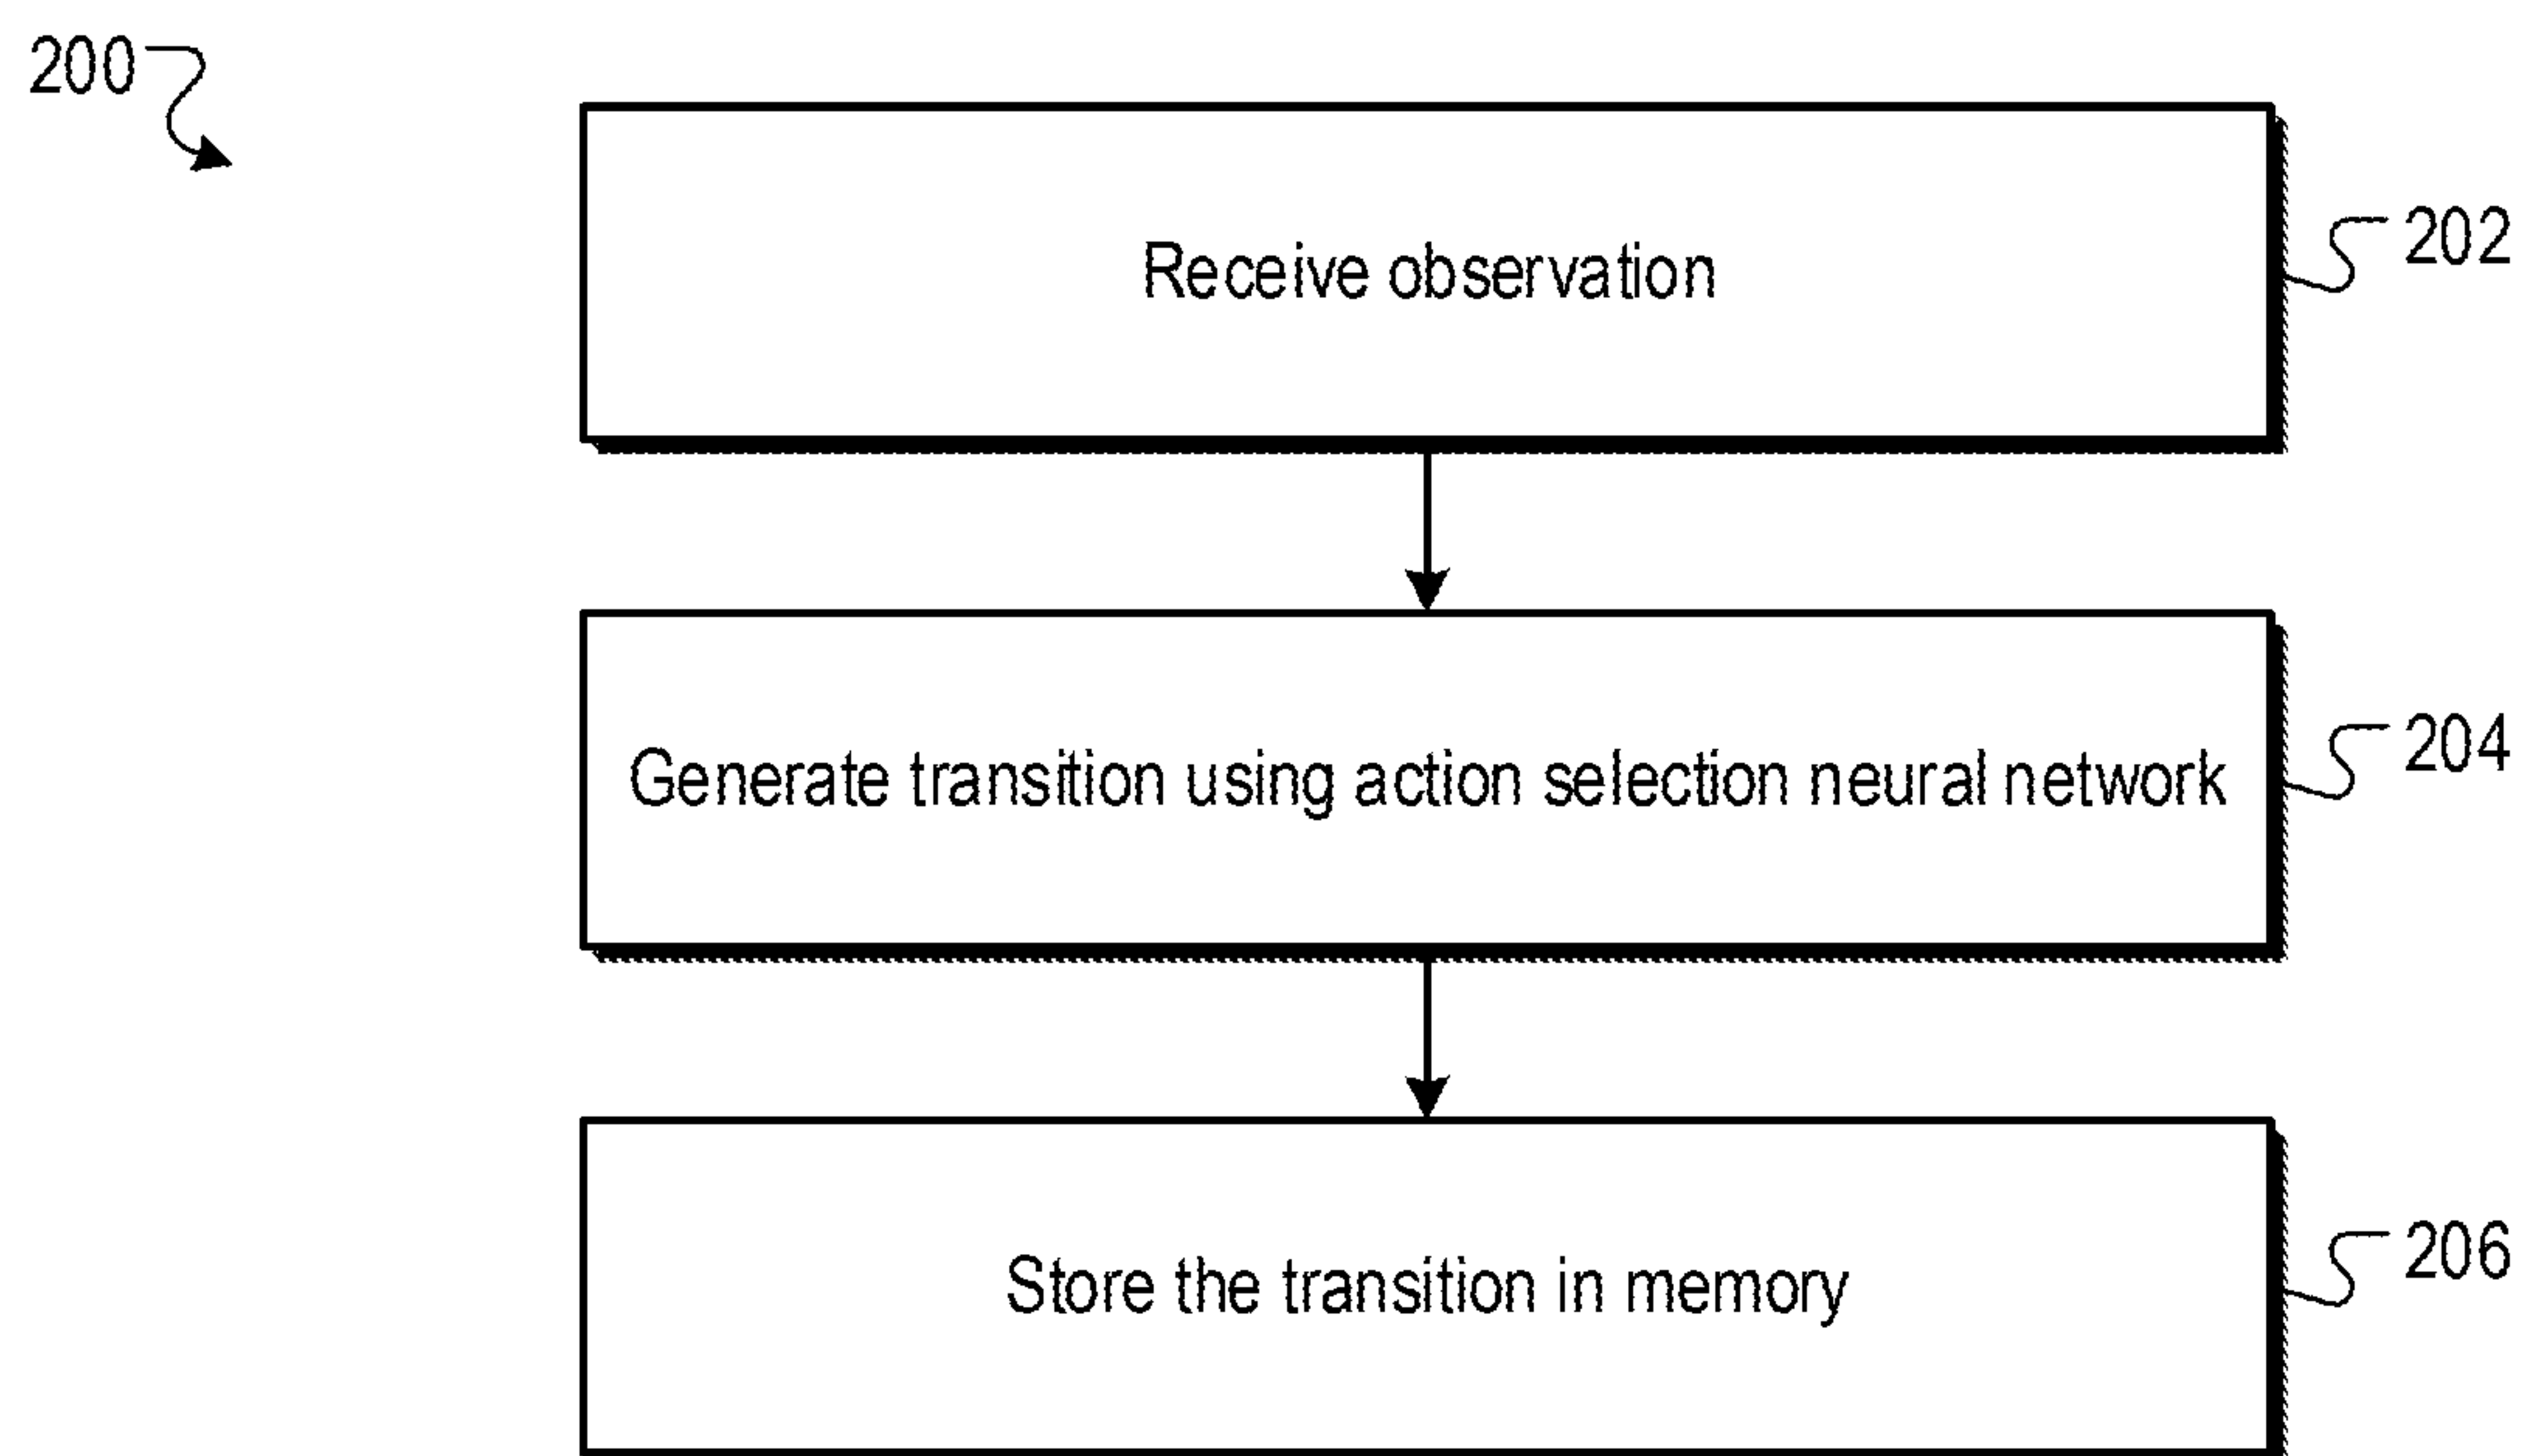 200
Receive observation
202
Generate transition using action selection neural network
204
Store the transition in memory
206